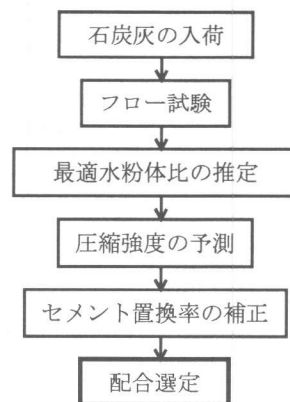 石炭灰の入荷
フロー試験
最適水粉体比の推定
圧縮強度の予測
セメント置換率の補正
配合選定